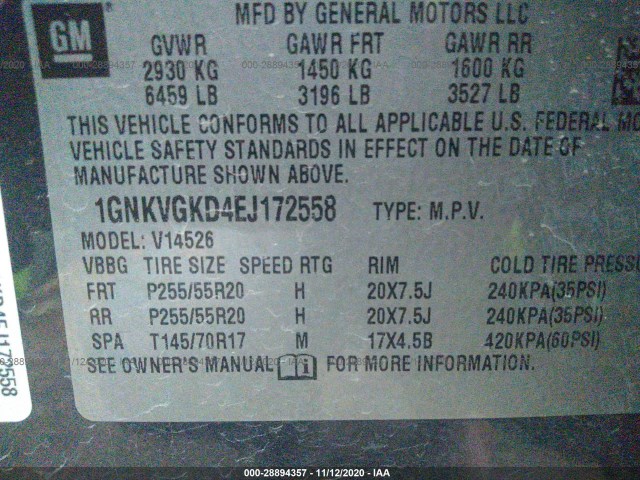 MFD BY GENERAL MOTORS LLC
GM
GVWR GAWR FRT GAWR RR
2930 KG 1450 KG 1600 KG
6459 LB 3196 LB 3527 LB
THIS VEHICLE CONFORMS TO ALL APPLICABLE U.S. FEDERAL MO
VEHICLE SAFETY STANDARDS IN EFFECT ON THE DATE OF
MANUFACTURE SHOWN ABOVE.
1GNKVGKD4EJ172558 TYPE: M.P.V.
MODEL: V14526
VBBG TIRE SIZE SPEED RTG RIM COLD TIRE PRESSU
FRT P255/55R20 H 20X7.5J 240KPA(35PSI)
RR P255/55R20 H 20X7.5J 240KPA(35PSI)
SPA T145/70R17 M 17X4.5B 420KPA(60PSI)
SEE OWNER'S MANUAL FOR MORE INFORMATION.
000-28894357 - 11/12/2020 - IAA